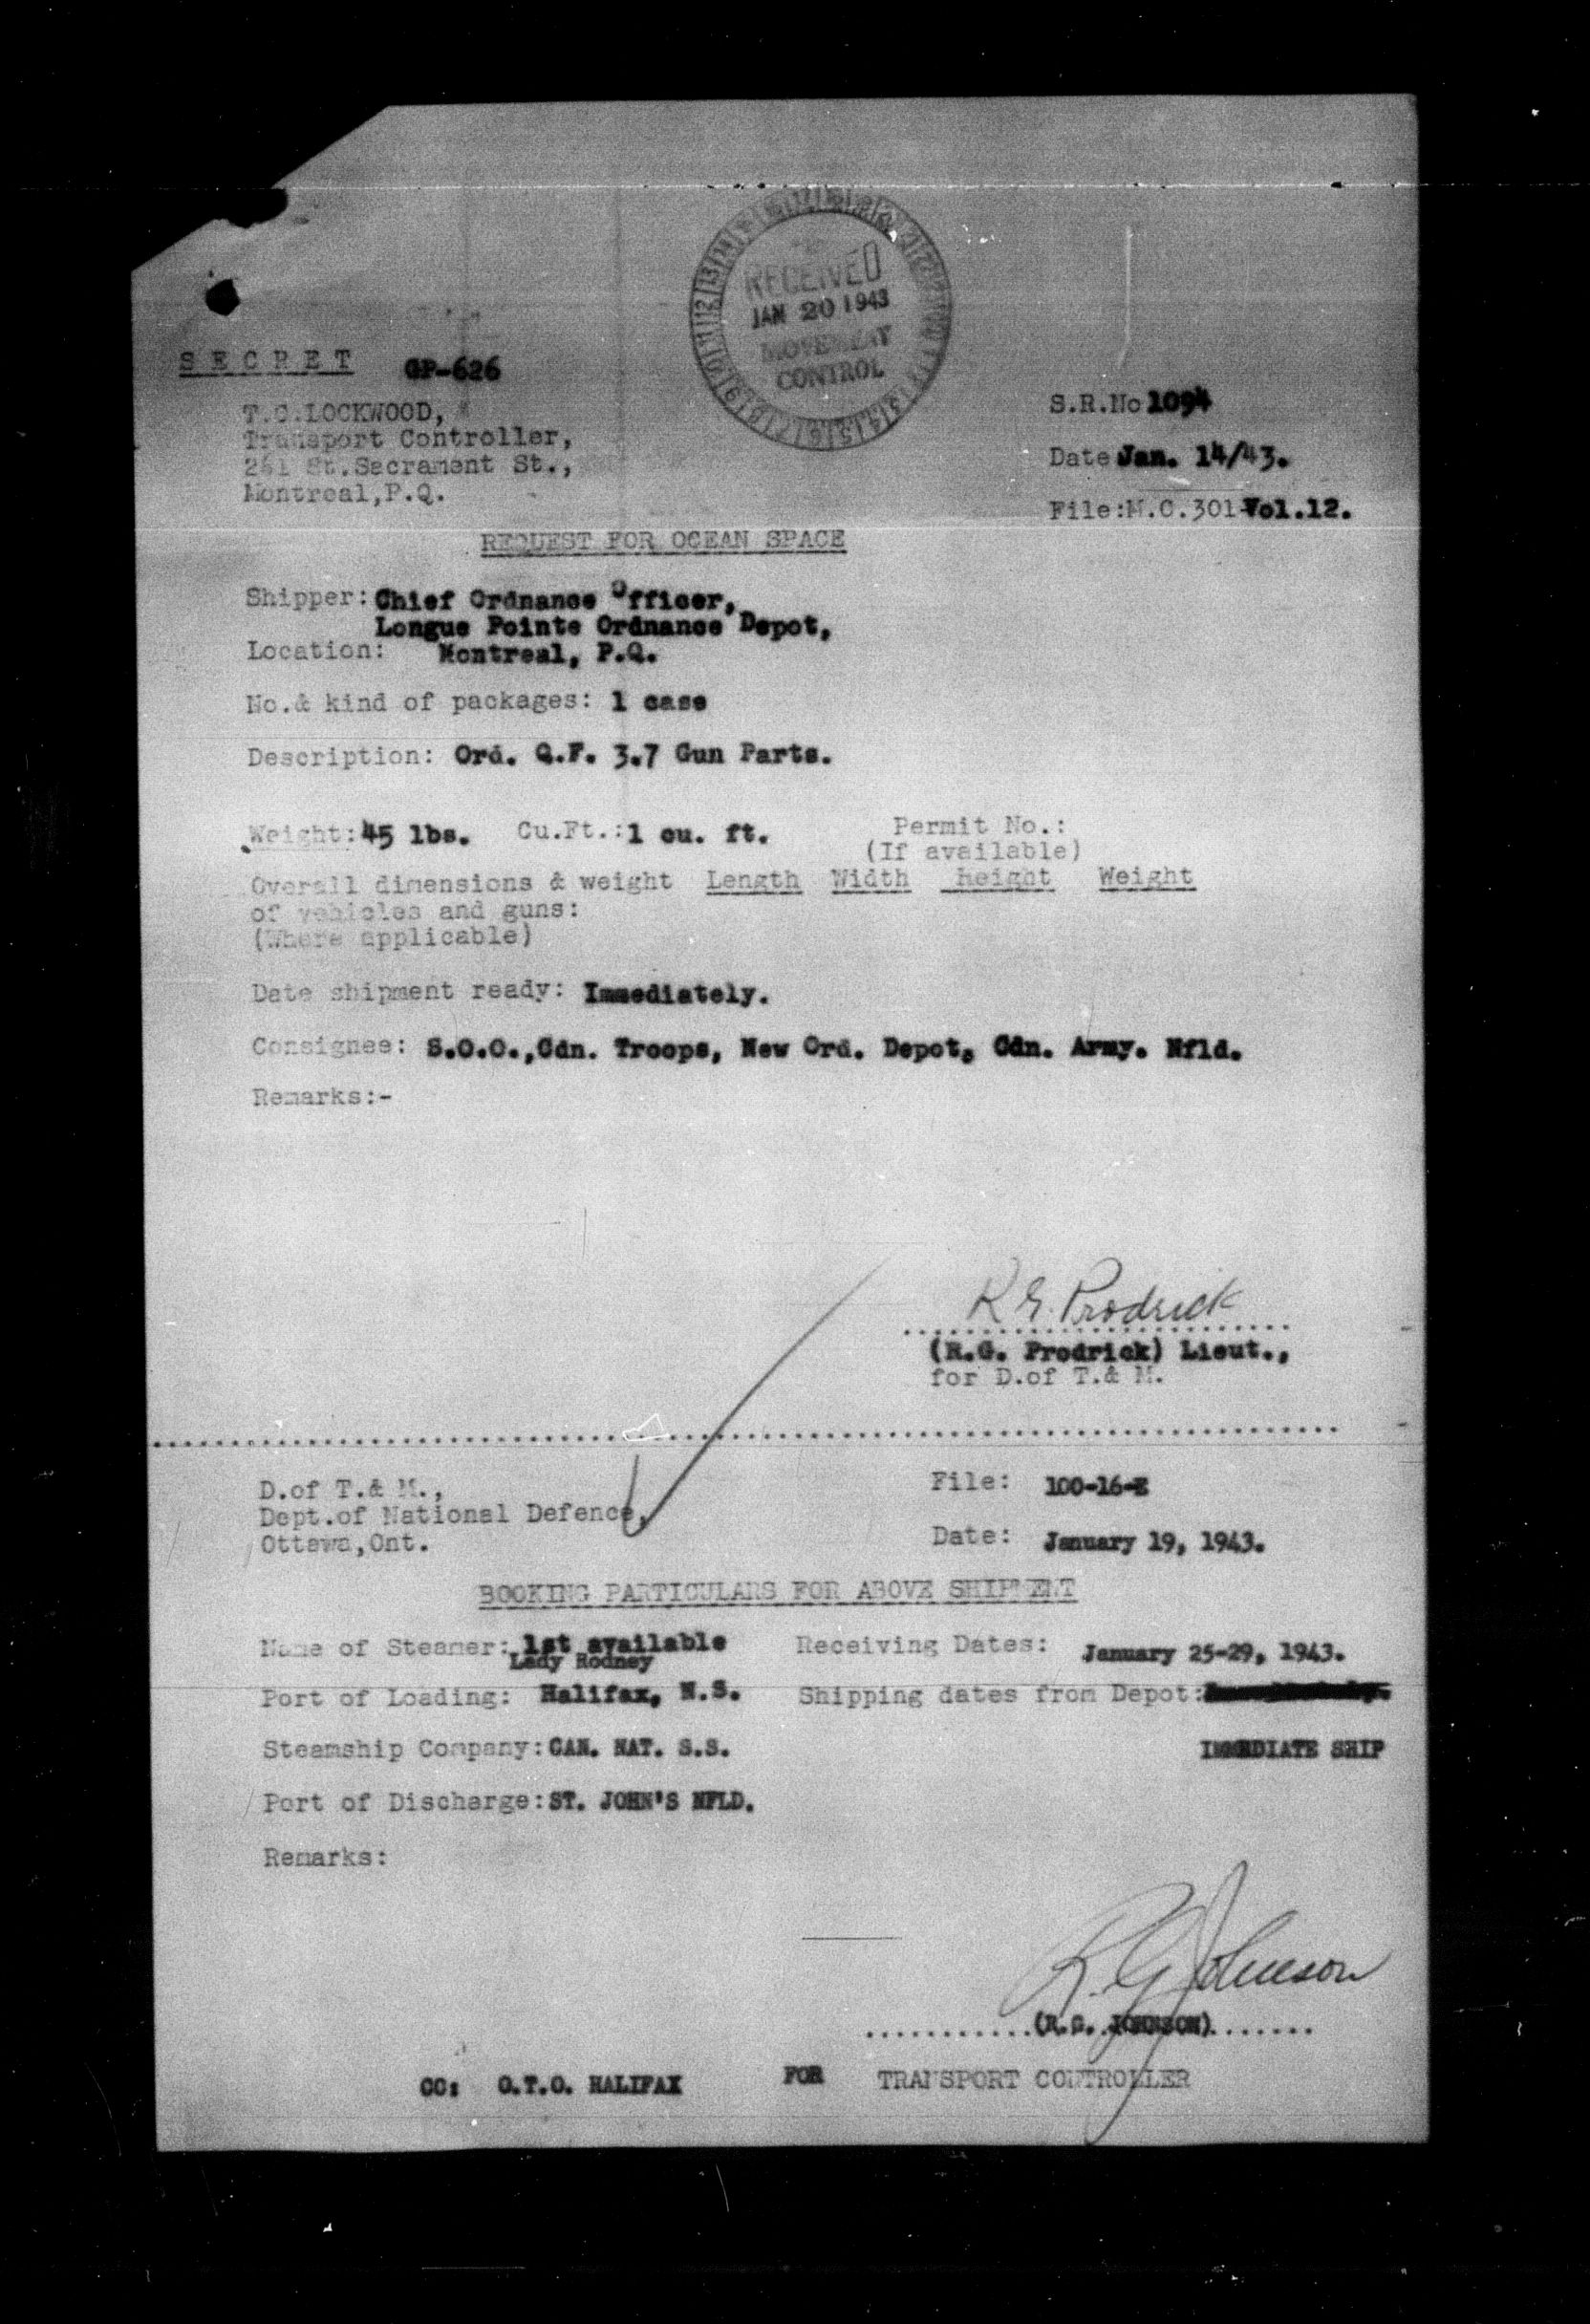 RECEIVED
JAN 20 1943
MOVEMENT
CONTROL
SECRET GP-626
T.C.LOCKWOOD,
Transport Controller,
St.Sacrament St.,
Montreal,P.Q.
S.R.No 1094
Date Jan. 14/43.
File:M.C.301-Vol.12.
REQUEST FOR OCEAN SPACE
Shipper: Chief Ordnance Officer,
Longue Pointe Ordnance Depot,
Location: Montreal, P.Q.
No.& kind of packages: 1 case
Description: Ord. Q.F. 3.7 Gun Parts.
Weight: 45 lbs. Cu.Ft.: 1 cu. ft. Permit No.:
(If available)
Overall dimensions & weight Length Width Height Weight
of vehicles and guns:
(Where applicable)
Date shipment ready: Immediately.
Consignee: S.O.O.,Cdn. Troops, New Ord. Depot, Cdn. Army. Nfld.
Remarks:-
R G. Prodrick
(R.G. Prodrick) Lieut.,
for D.of T.& M.
D.of T.& M.,
Dept.of National Defence,
Ottawa,Ont.
File: 100-16-E
Date: January 19, 1943.
BOOKING PARTICULARS FOR ABOVE SHIPMENT
Name of Steamer: 1st available Receiving Dates: January 25-29, 1943.
Lady Rodney
Port of Loading: Halifax, N.S. Shipping dates from Depot:
Steamship Company: CAN. NAT. S.S. IMMEDIATE SHIP
Port of Discharge: ST. JOHN'S NFLD.
Remarks:
R.G Johnson
(R.G. JOHNSON)
CC: O.T.O. HALIFAX FOR TRANSPORT CONTROLLER